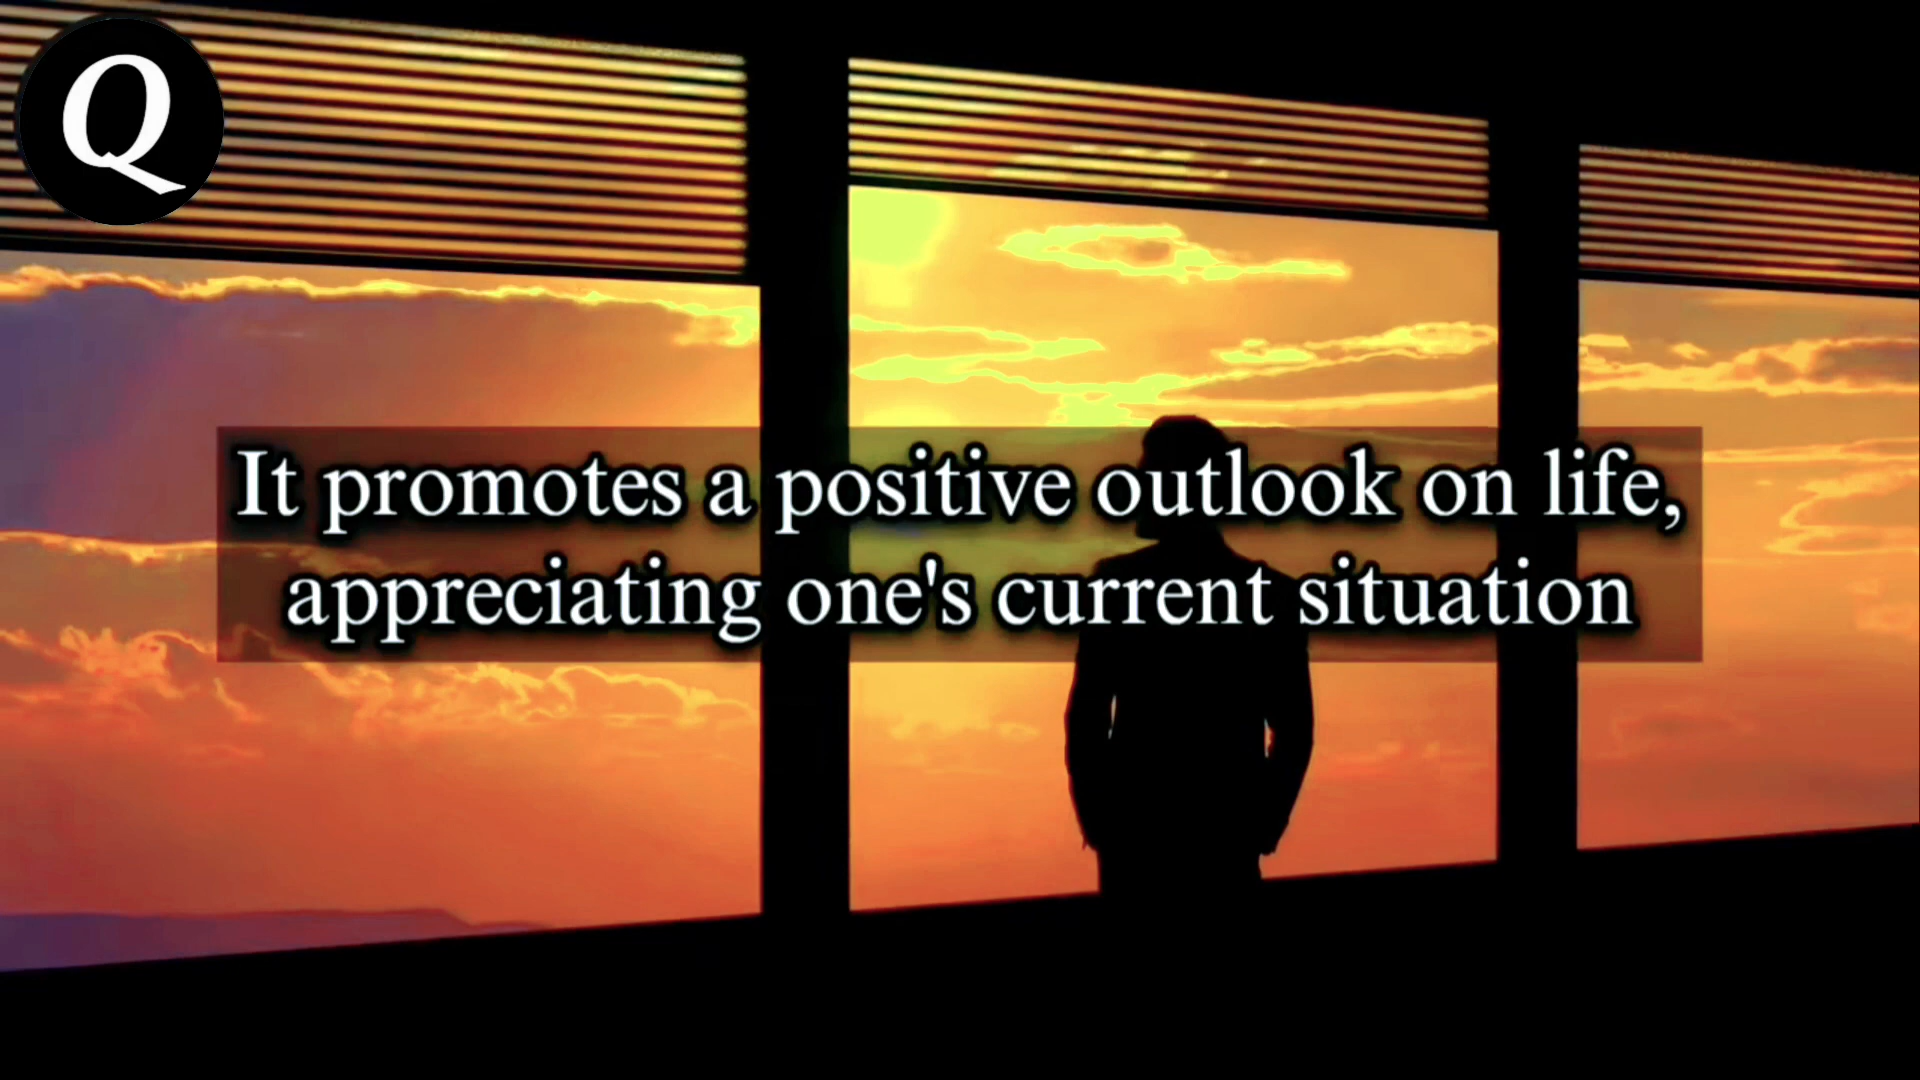 Q
It promotes a positive outlook on life,
appreciating one's current situation